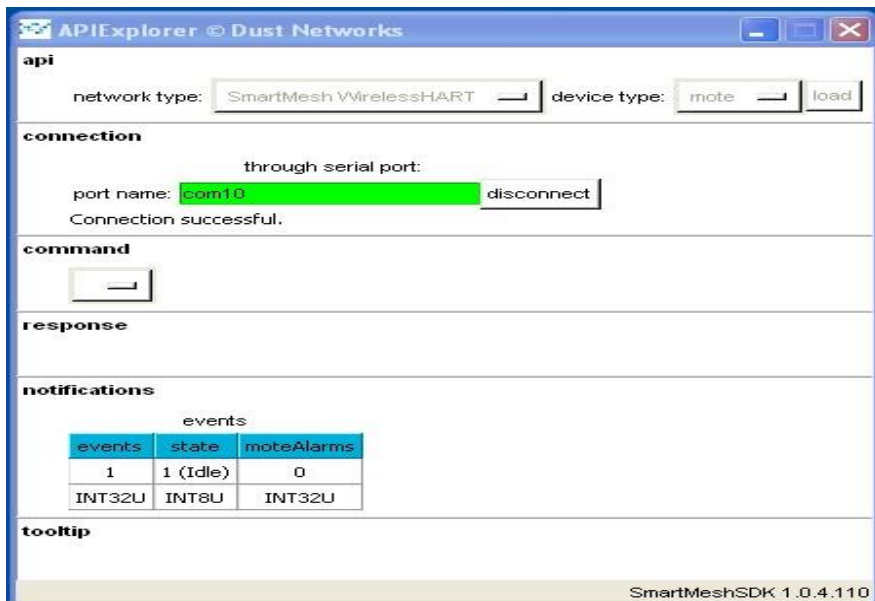 APIExplorer © Dust Networks
api
network type: SmartMesh WirelessHART device type: mote load
connection
through serial port:
port name: com10 disconnect
Connection successful.
command
response
notifications
events
events state moteAlarms
1 1 (Idle) 0
INT32U INT8U INT32U
tooltip
SmartMeshSDK 1.0.4.110